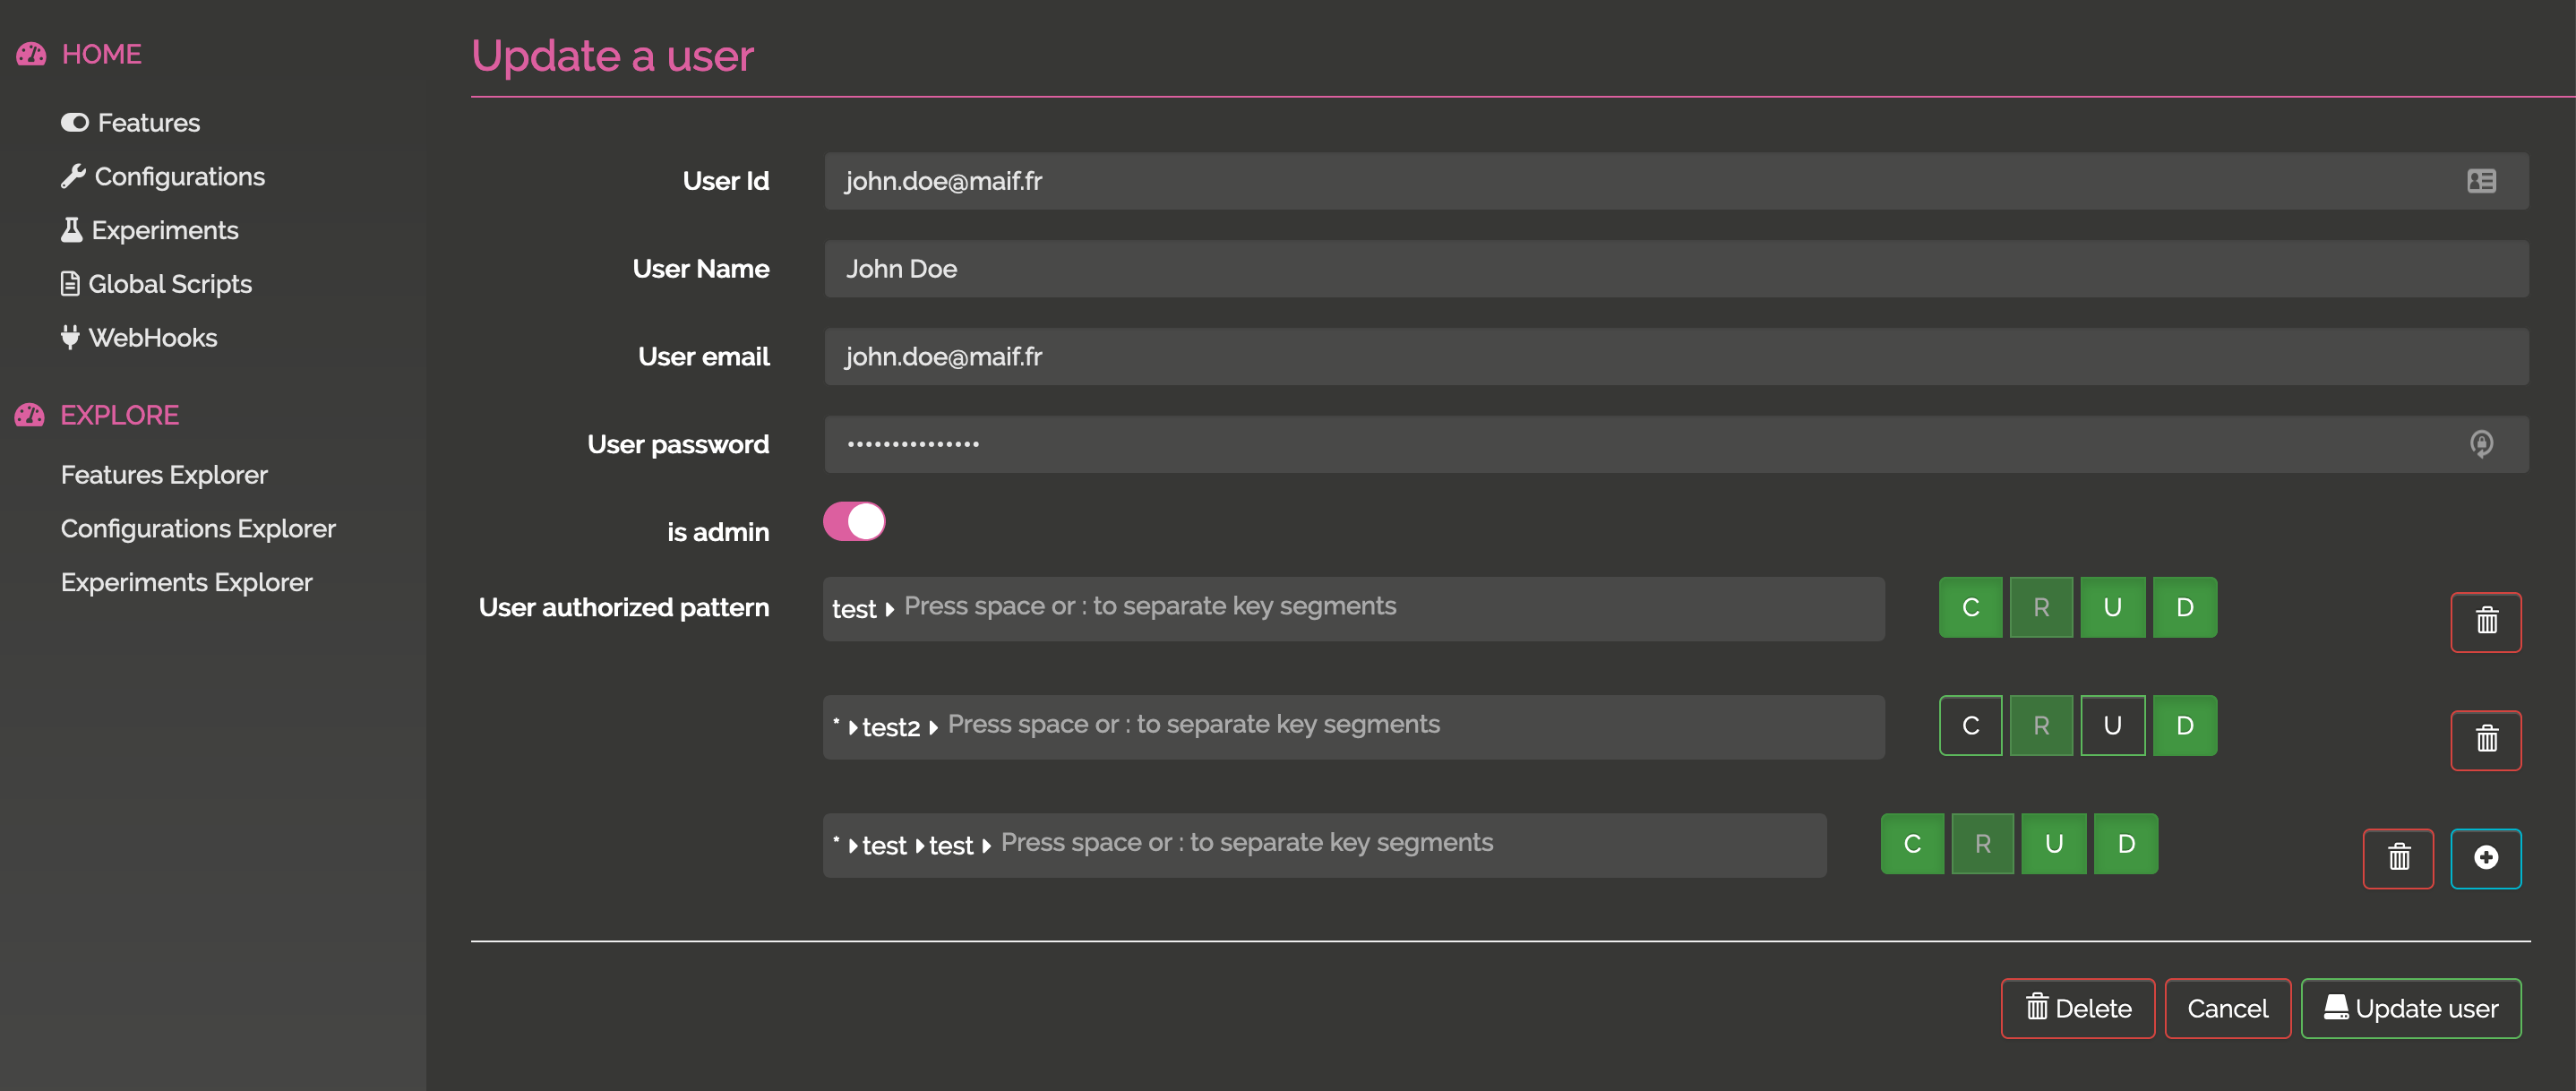 HOME
Features
Configurations
Experiments
Global Scripts
WebHooks
EXPLORE
Features Explorer
Configurations Explorer
Experiments Explorer
Update a user
User Id john.doe@maif.fr
User Name John Doe
User email john.doe@maif.fr
User password •••••••••••••••
is admin
User authorized pattern test Press space or : to separate key segments C R U D
* test2 Press space or : to separate key segments C R U D
* test test Press space or : to separate key segments C R U D
Delete Cancel Update user